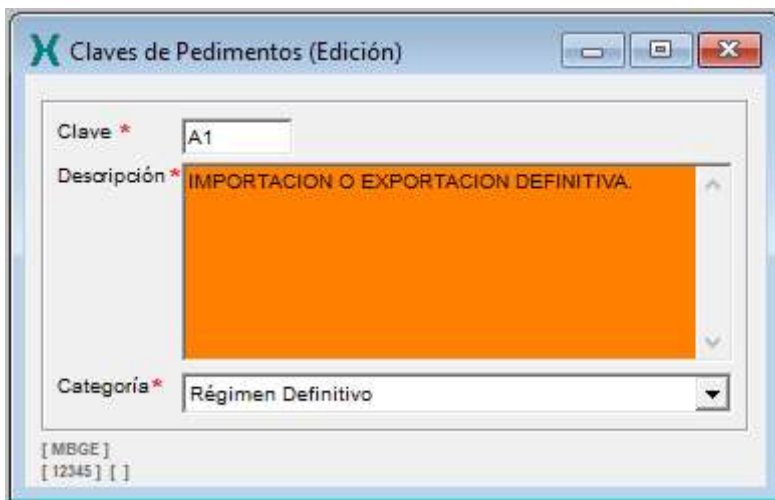 Claves de Pedimentos (Edición)
Clave * A1
Descripción * IMPORTACION O EXPORTACION DEFINITIVA.
Categoría* Régimen Definitivo
[ MBGE ]
[ 12345 ] [ ]